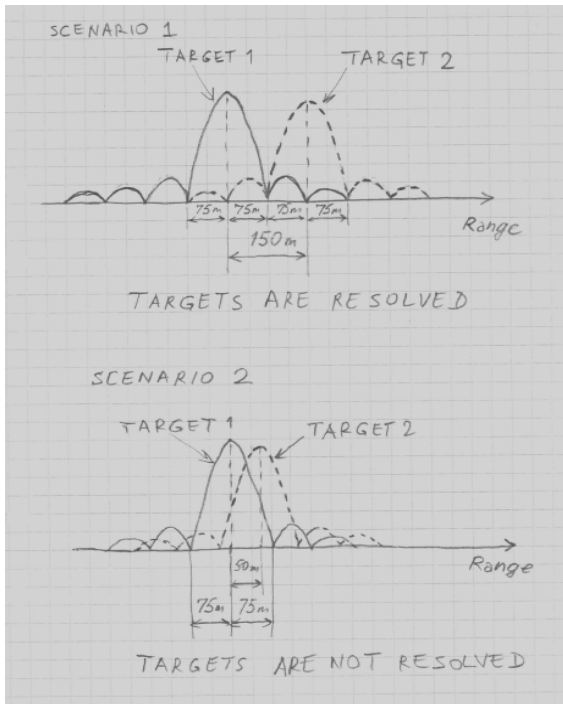 SCENARIO 1
TARGET 1
TARGET 2
75m 75m 75m 75m
Range
150m
TARGETS ARE RESOLVED
SCENARIO 2
TARGET 1
TARGET 2
50m
Range
75m 75m
TARGETS ARE NOT RESOLVED